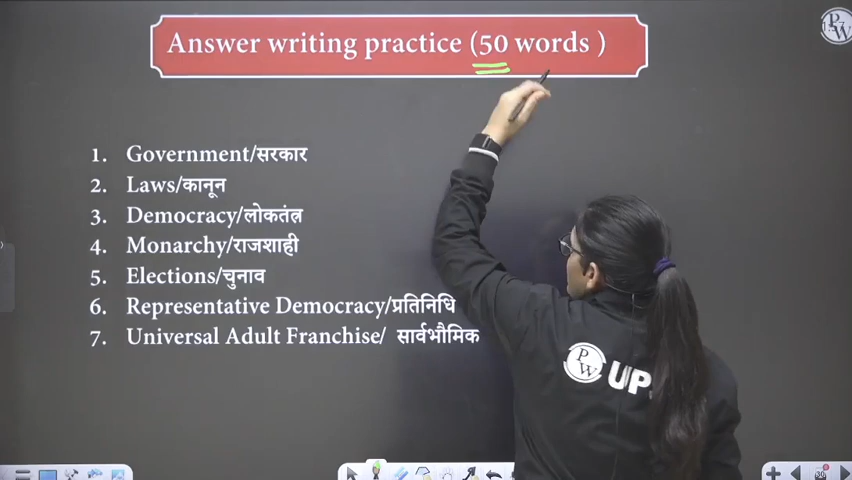 Answer writing practice (50 words )
1. Government/सरकार
2. Laws/कानून
3. Democracy/लोकतंत्र
4. Monarchy/राजशाही
5. Elections/चुनाव
6. Representative Democracy/प्रतिनिधि
7. Universal Adult Franchise/ सार्वभौमिक
PW
PW
UPS